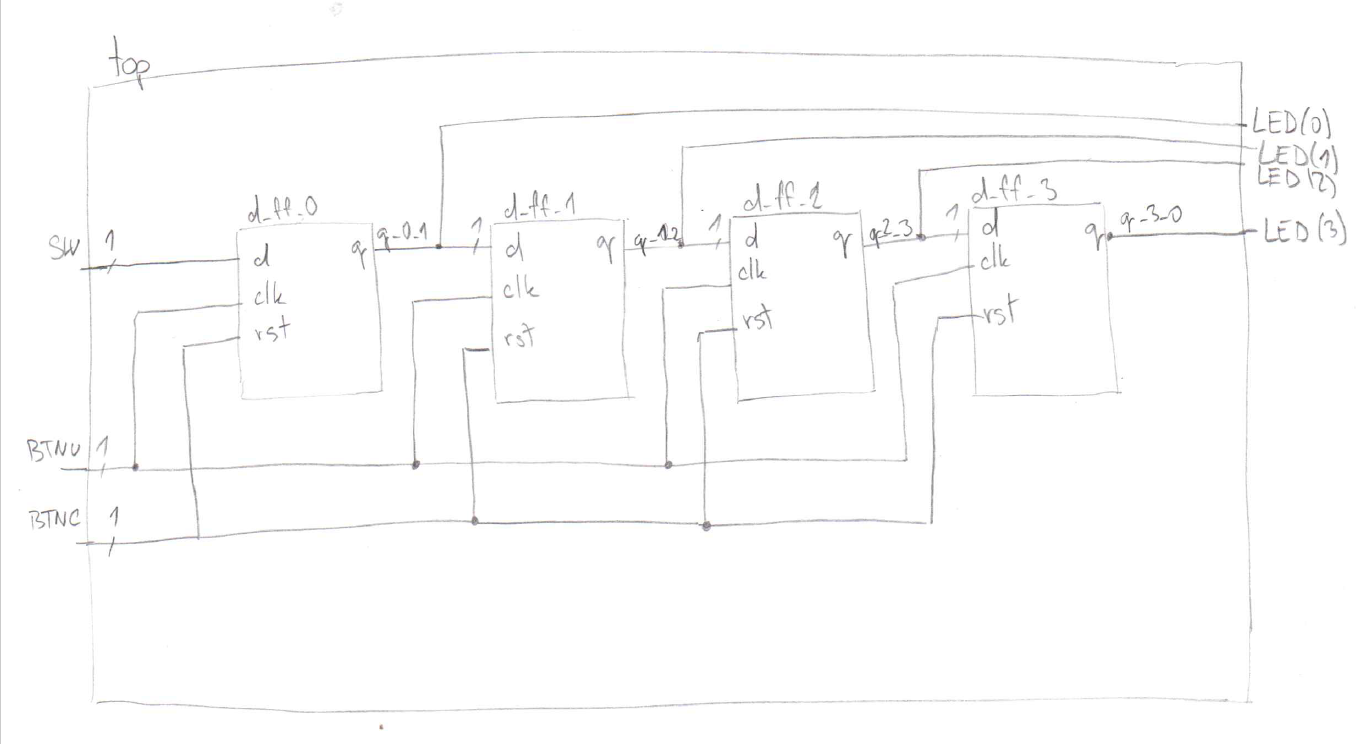 top
LED(0)
LED(1)
LED(2)
d_ff_0
d_ff_1
d_ff_2
d_ff_3
SW 1
d
q
q_0_1
1
d
q
q_12
1
d
q
q2_3
1
d
q
q_3_0
LED(3)
clk
clk
clk
clk
rst
rst
rst
rst
BTNU 1
BTNC 1